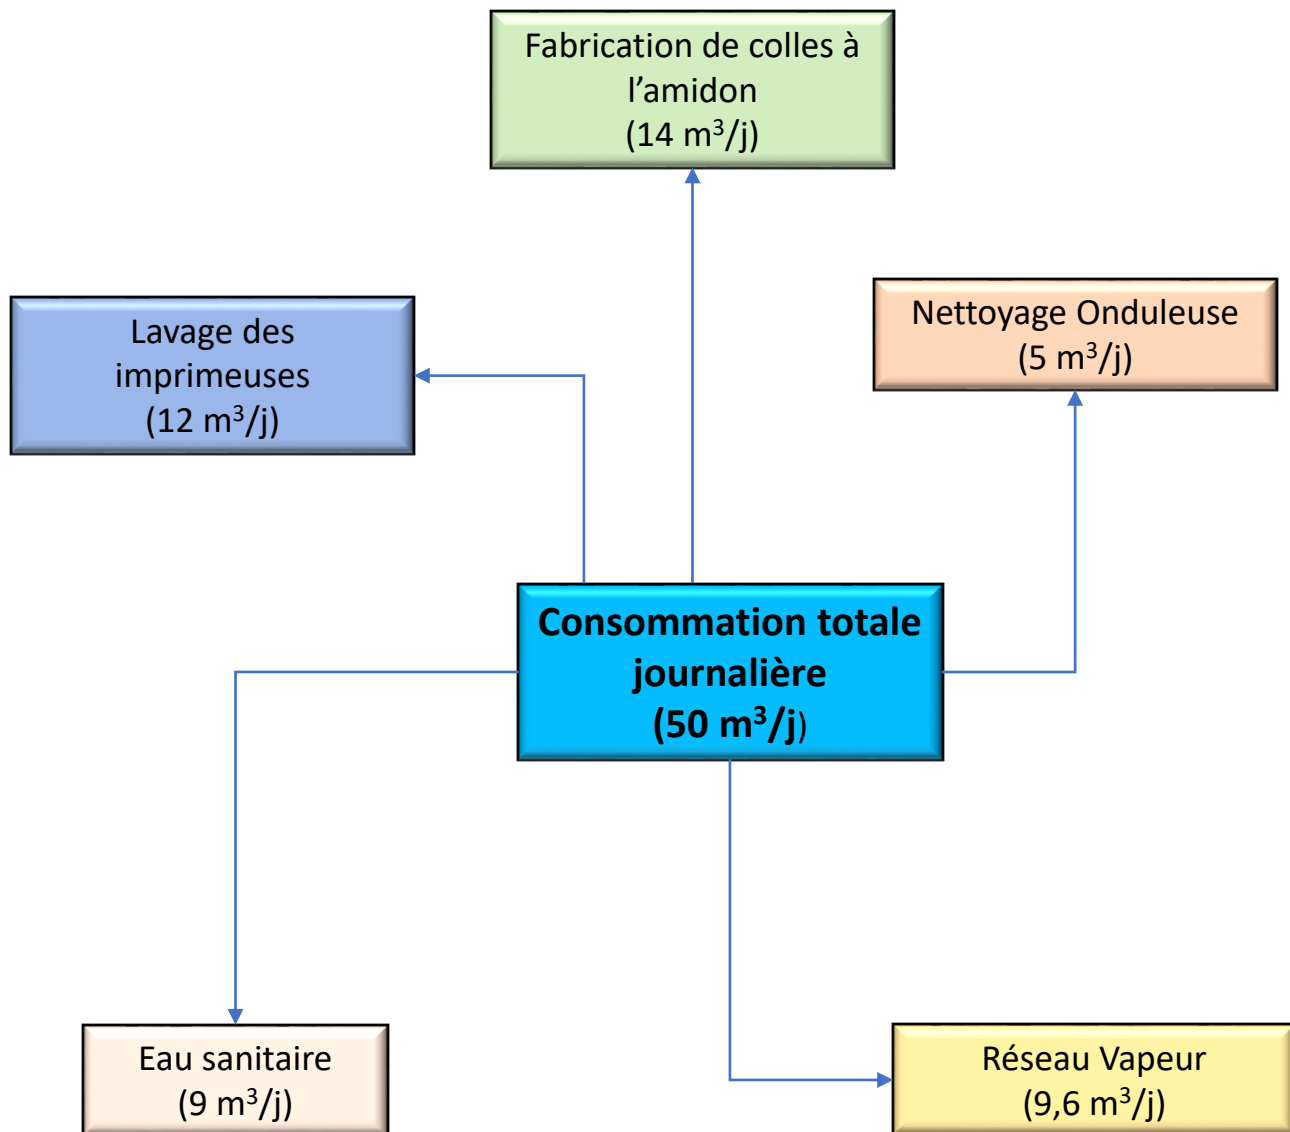 Fabrication de colles à
l’amidon
(14 m³/j)
Lavage des
imprimeuses
(12 m³/j)
Nettoyage Onduleuse
(5 m³/j)
Consommation totale
journalière
(50 m³/j)
Eau sanitaire
(9 m³/j)
Réseau Vapeur
(9,6 m³/j)